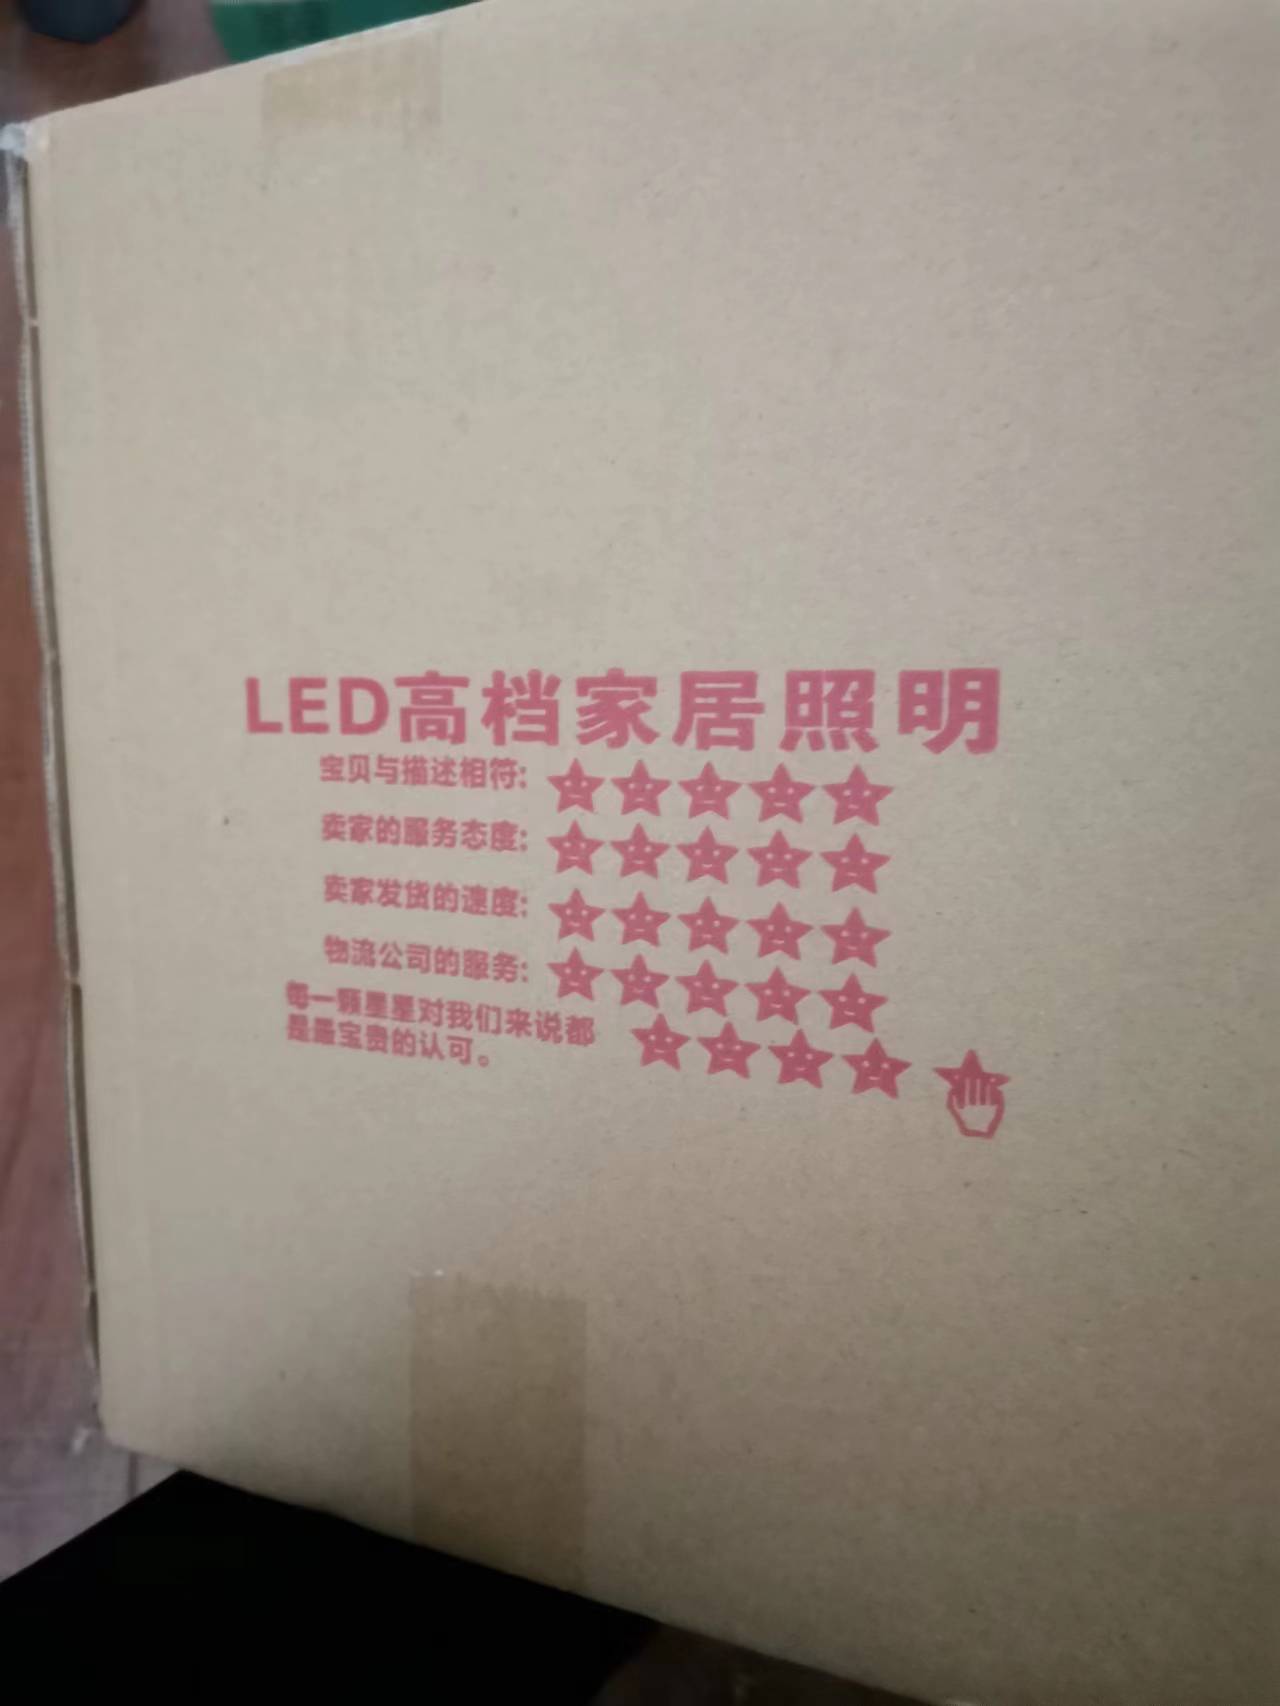 LED高档家居照明
宝贝与描述相符:
卖家的服务态度:
卖家发货的速度:
物流公司的服务:
每一颗星星对我们来说都
是最宝贵的认可。